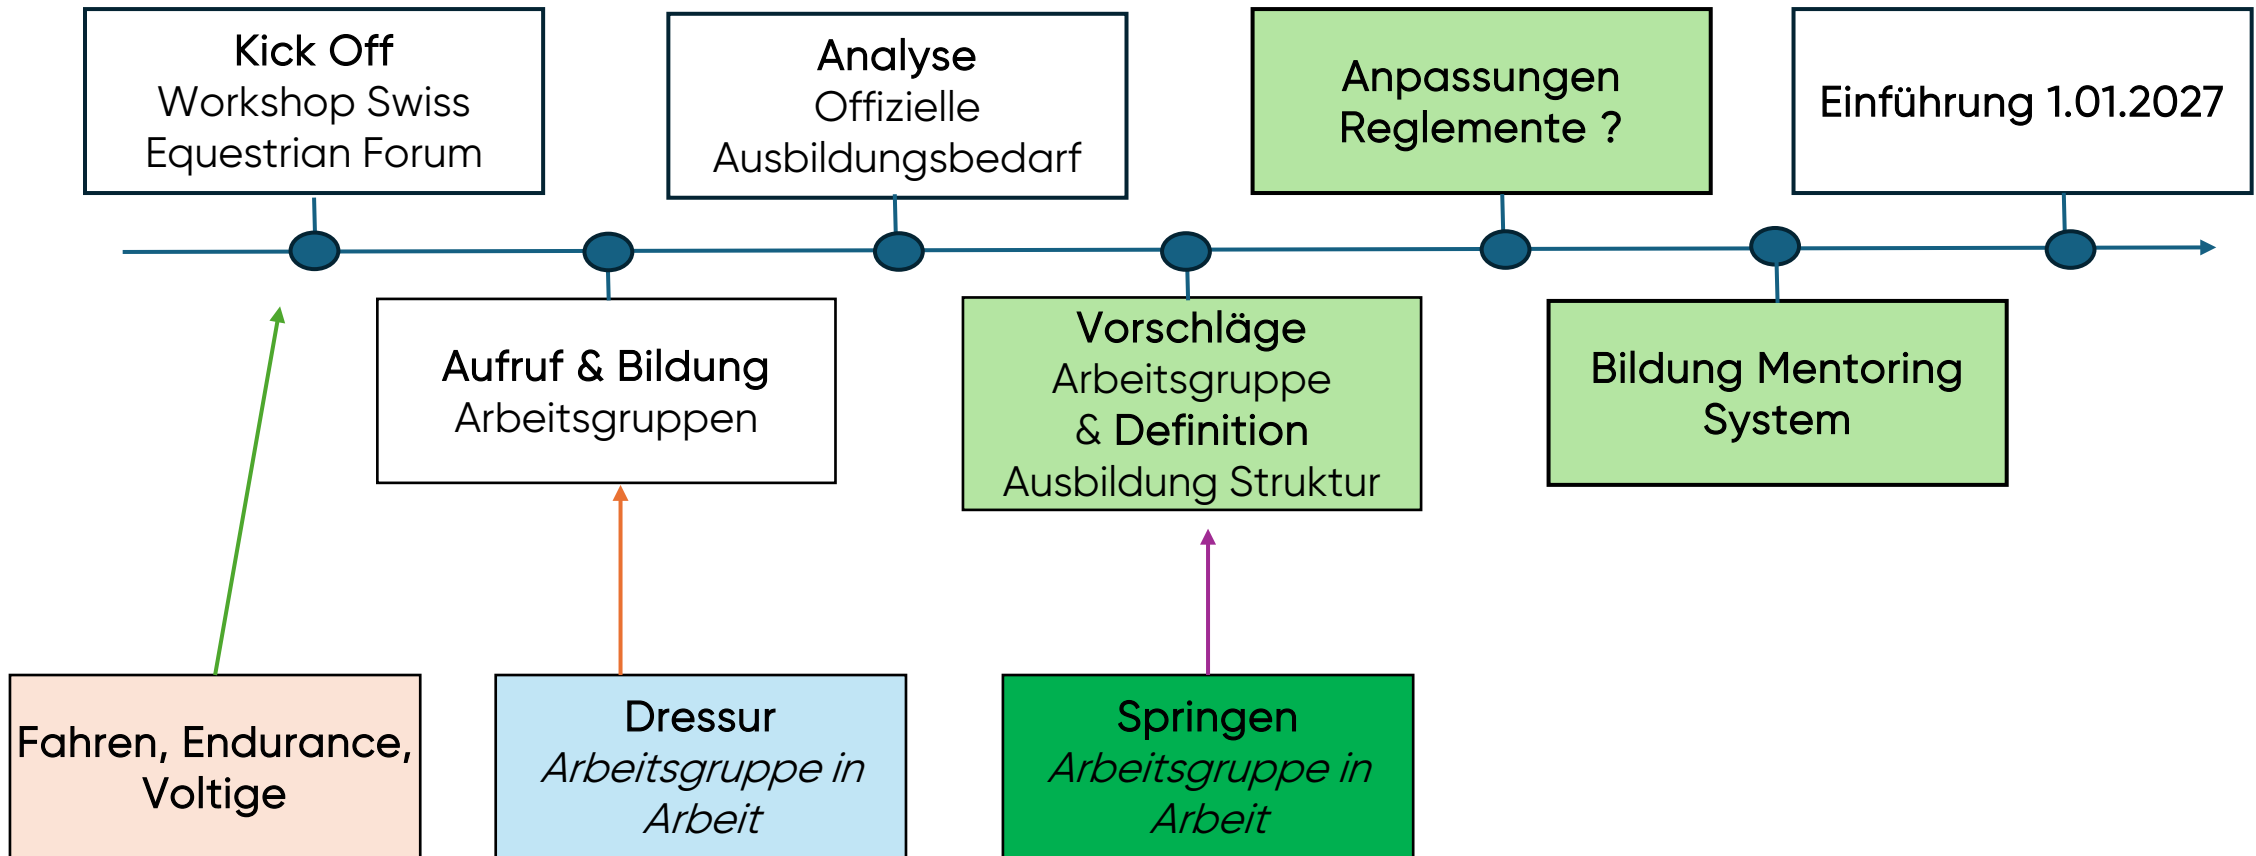 Kick Off
Workshop Swiss
Equestrian Forum
Analyse
Offizielle
Ausbildungsbedarf
Anpassungen
Reglemente ?
Einführung 1.01.2027
Aufruf & Bildung
Arbeitsgruppen
Vorschläge
Arbeitsgruppe
& Definition
Ausbildung Struktur
Bildung Mentoring
System
Fahren, Endurance,
Voltige
Dressur
Arbeitsgruppe in
Arbeit
Springen
Arbeitsgruppe in
Arbeit